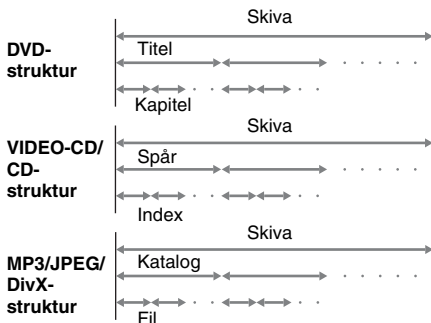 Skiva
DVD-
struktur
Titel
Kapitel
Skiva
VIDEO-CD/
CD-
struktur
Spår
Index
Skiva
MP3/JPEG/
DivX-
struktur
Katalog
Fil